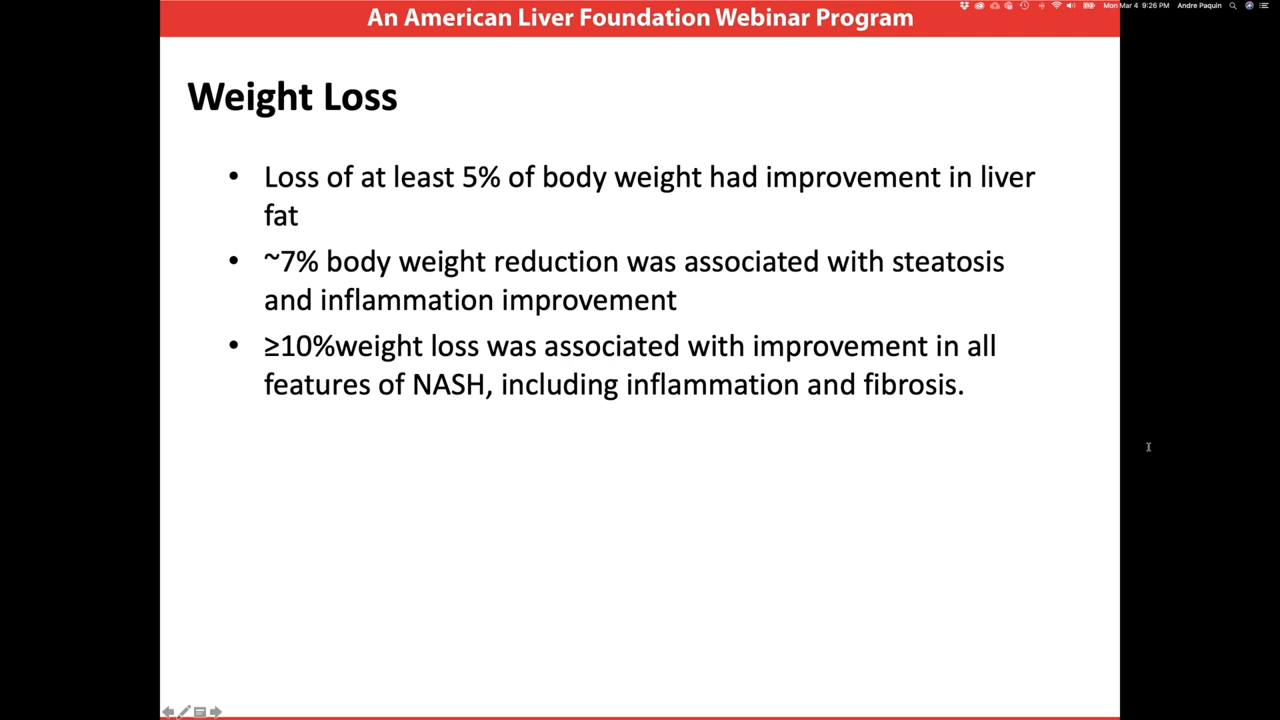 An American Liver Foundation Webinar Program
Mon Mar 4 9:26 PM Andre Paquin
Weight Loss
• Loss of at least 5% of body weight had improvement in liver
fat
• ~7% body weight reduction was associated with steatosis
and inflammation improvement
• ≥10%weight loss was associated with improvement in all
features of NASH, including inflammation and fibrosis.